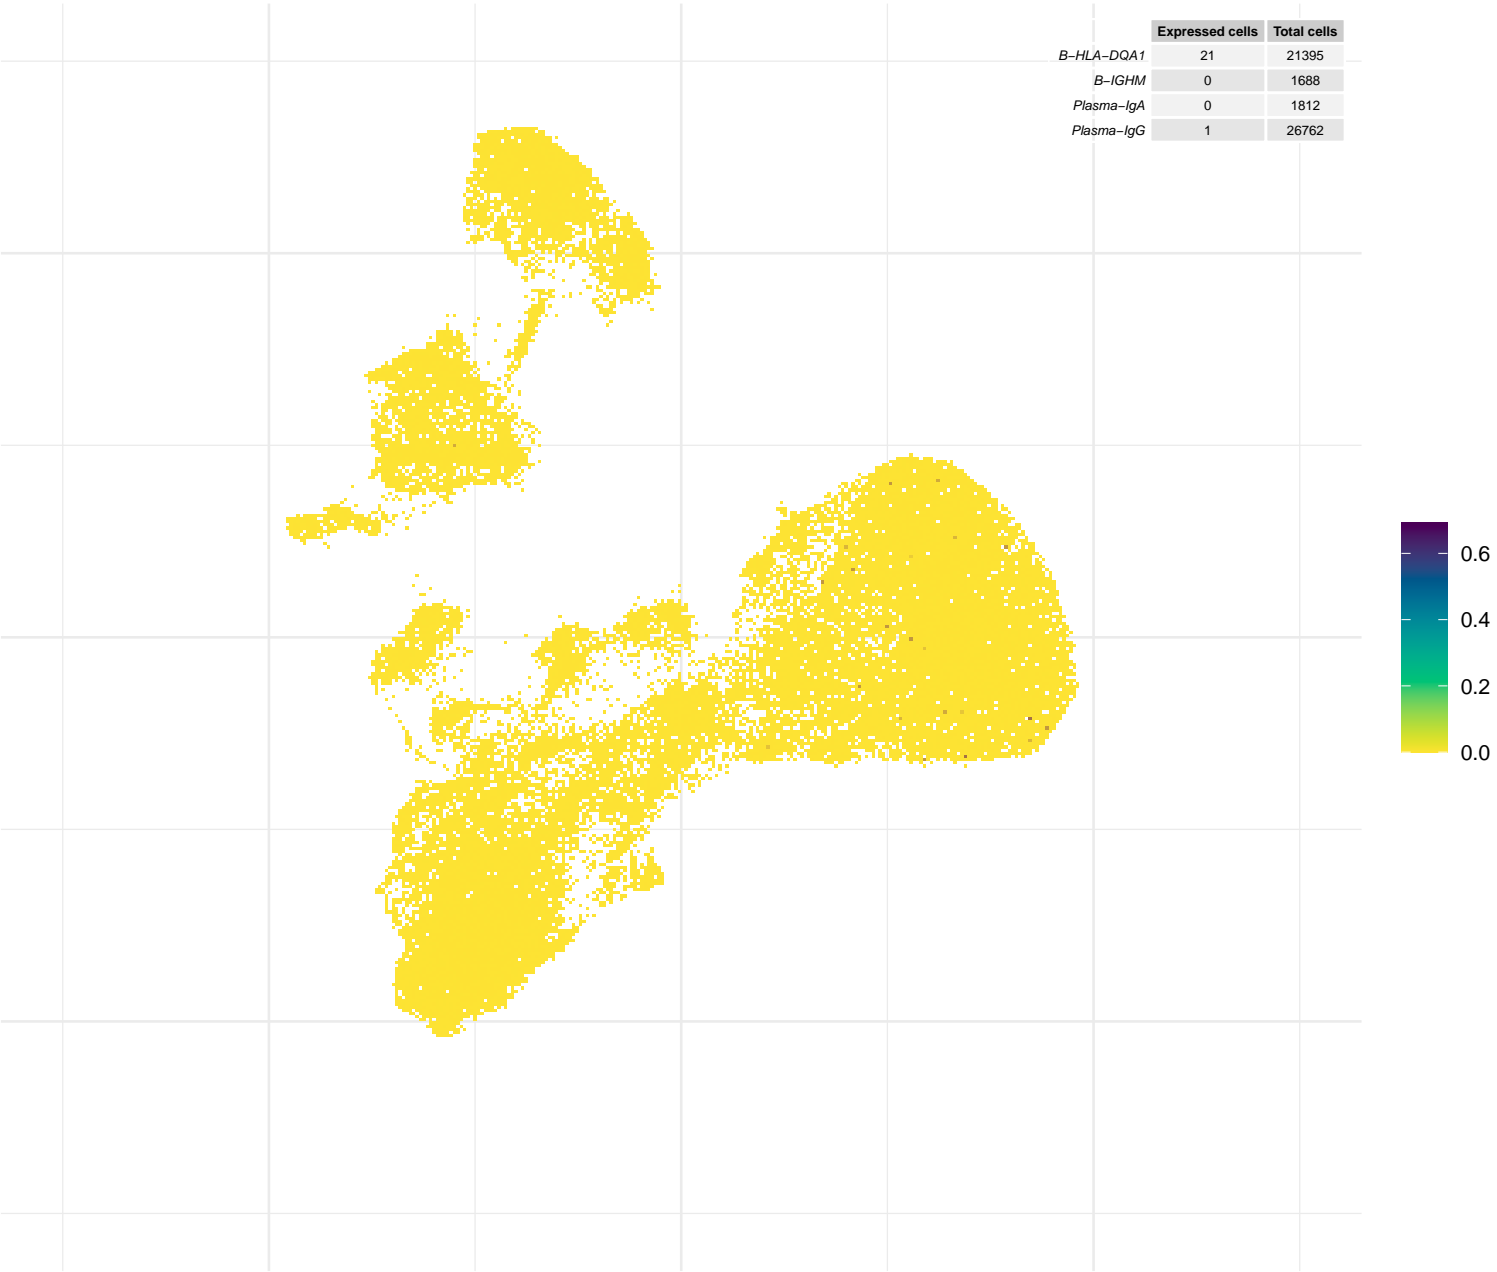 Expressed cells Total cells
B−HLA−DQA1 21 21395
B−IGHM 0 1688
Plasma−IgA 0 1812
Plasma−IgG 1 26762
0.6
0.4
0.2
0.0